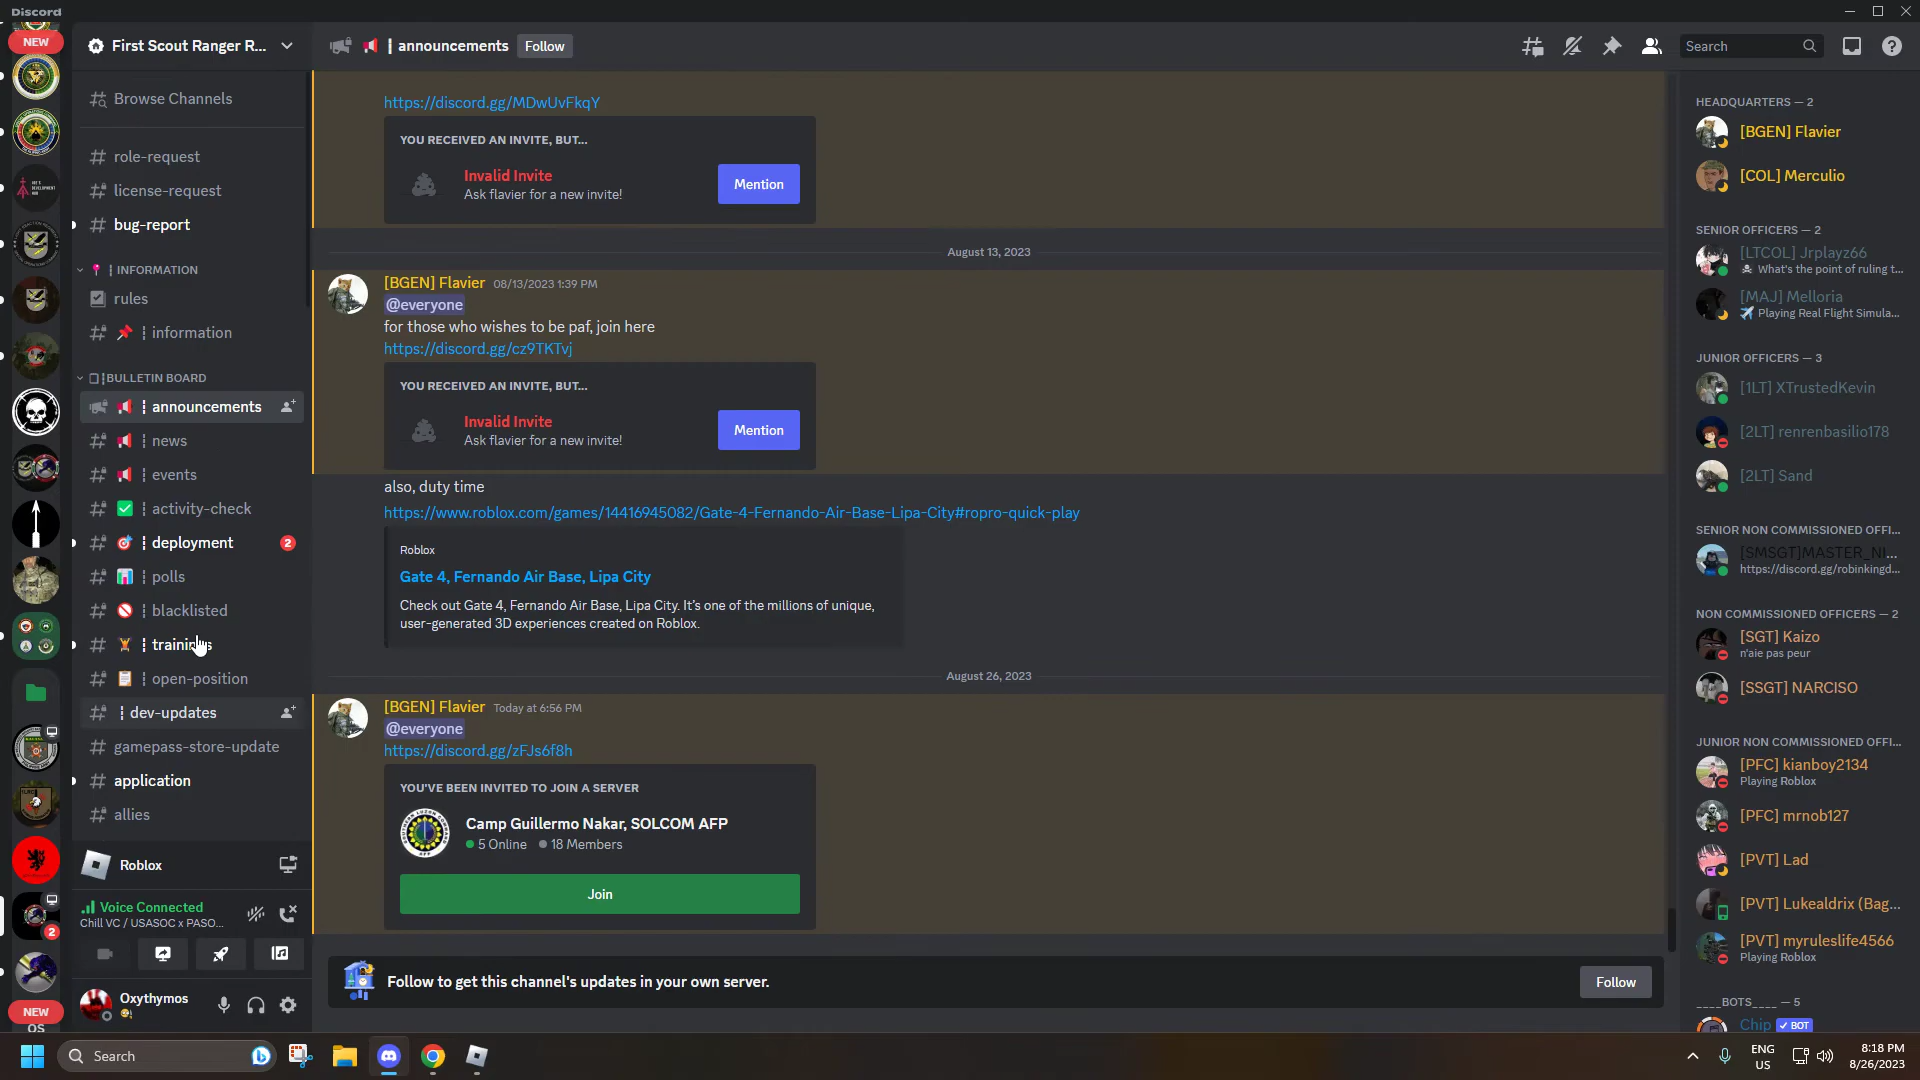 Discord
NEW
First Scout Ranger R...
Browse Channels
role-request
license-request
bug-report
INFORMATION
rules
information
BULLETIN BOARD
announcements
news
events
activity-check
deployment
2
polls
blacklisted
open-position
dev-updates
gamepass-store-update
application
allies
Roblox
Voice Connected
Chill VC / USASOC x PASO...
2
Oxythymos
NEW
OS
announcements
Follow
Search
https://discord.gg/MDwUvFkqY
YOU RECEIVED AN INVITE, BUT...
Invalid Invite
Ask flavier for a new invite!
Mention
August 13, 2023
[BGEN] Flavier 08/13/2023 1:39 PM
@everyone
for those who wishes to be paf, join here
https://discord.gg/cz9TKTvj
YOU RECEIVED AN INVITE, BUT...
Invalid Invite
Ask flavier for a new invite!
Mention
also, duty time
https://www.roblox.com/games/14416945082/Gate-4-Fernando-Air-Base-Lipa-City#ropro-quick-play
Roblox
Gate 4, Fernando Air Base, Lipa City
Check out Gate 4, Fernando Air Base, Lipa City. It's one of the millions of unique,
user-generated 3D experiences created on Roblox.
August 26, 2023
[BGEN] Flavier Today at 6:56 PM
@everyone
https://discord.gg/zFJs6f8h
YOU'VE BEEN INVITED TO JOIN A SERVER
Camp Guillermo Nakar, SOLCOM AFP
5 Online 18 Members
Join
Follow to get this channel's updates in your own server.
Follow
HEADQUARTERS — 2
[BGEN] Flavier
[COL] Merculio
SENIOR OFFICERS — 2
[LTCOL] Jrplayz66
What's the point of ruling t...
[MAJ] Melloria
Playing Real Flight Simula...
JUNIOR OFFICERS — 3
[1LT] XTrustedKevin
[2LT] renrenbasilio178
[2LT] Sand
SENIOR NON COMMISSIONED OFFI...
[SMSGT]MASTER_NI...
https://discord.gg/robinkingd...
NON COMMISSIONED OFFICERS — 2
[SGT] Kaizo
n'aie pas peur
[SSGT] NARCISO
JUNIOR NON COMMISSIONED OFFI...
[PFC] kianboy2134
Playing Roblox
[PFC] mrnob127
[PVT] Lad
[PVT] Lukealdrix (Bag...
[PVT] myruleslife4566
Playing Roblox
____BOTS____ — 5
Chip BOT
Search
ENG
US
8:18 PM
8/26/2023